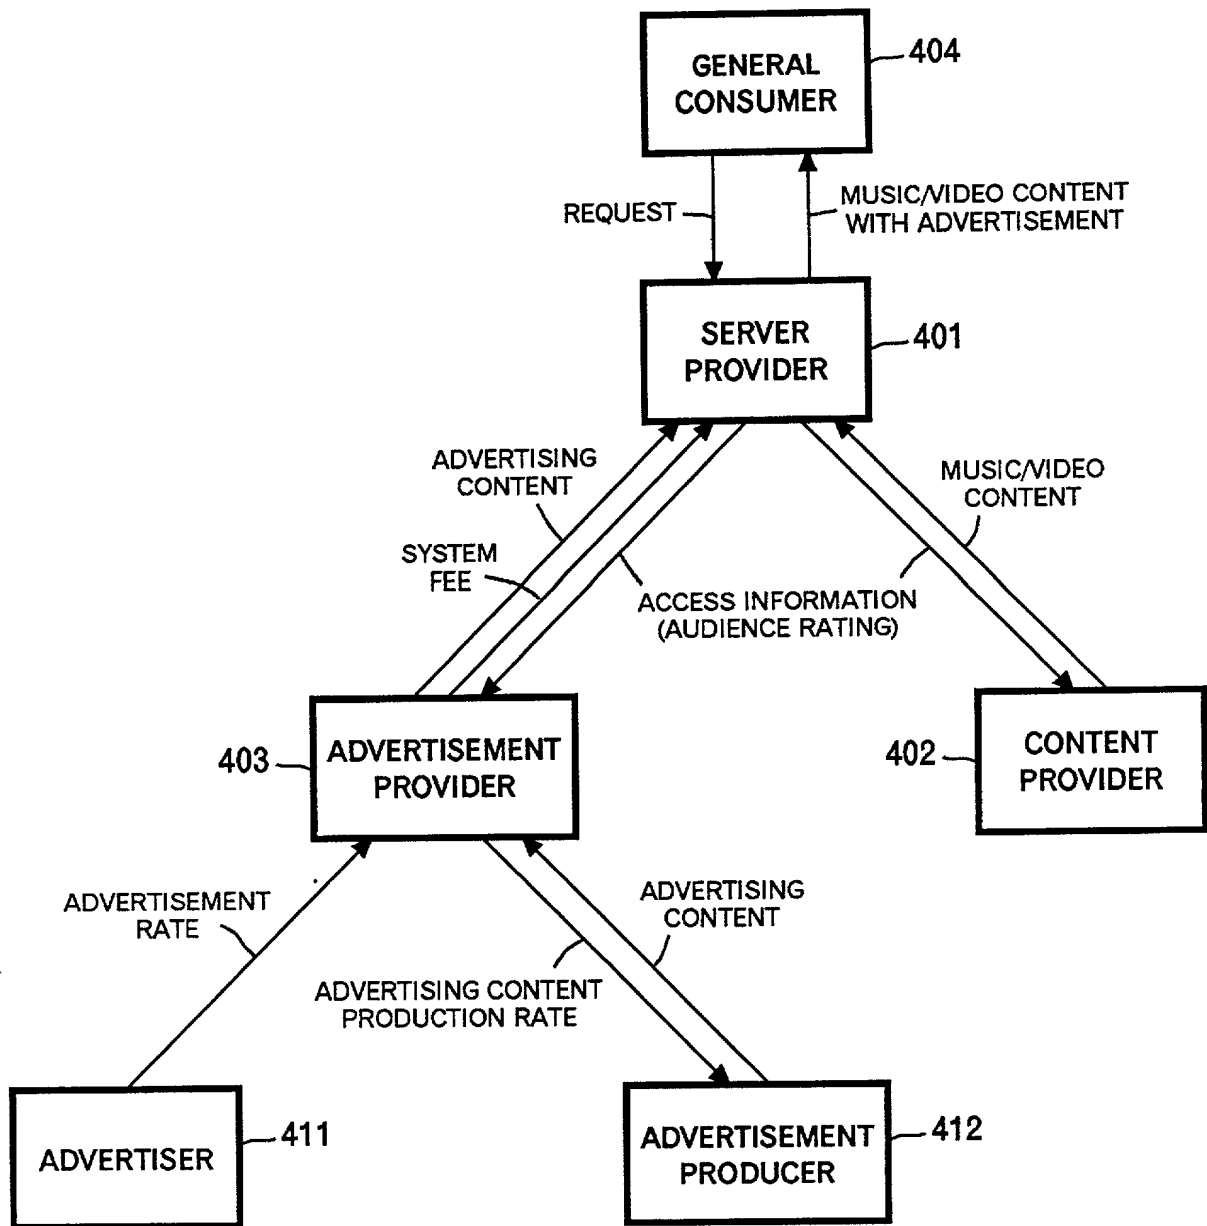 GENERAL
CONSUMER
404
REQUEST
MUSIC/VIDEO CONTENT
WITH ADVERTISEMENT
SERVER
PROVIDER
401
ADVERTISING
CONTENT
MUSIC/VIDEO
CONTENT
SYSTEM
FEE
ACCESS INFORMATION
(AUDIENCE RATING)
403
ADVERTISEMENT
PROVIDER
402
CONTENT
PROVIDER
ADVERTISEMENT
RATE
ADVERTISING
CONTENT
ADVERTISING CONTENT
PRODUCTION RATE
ADVERTISER
411
ADVERTISEMENT
PRODUCER
412